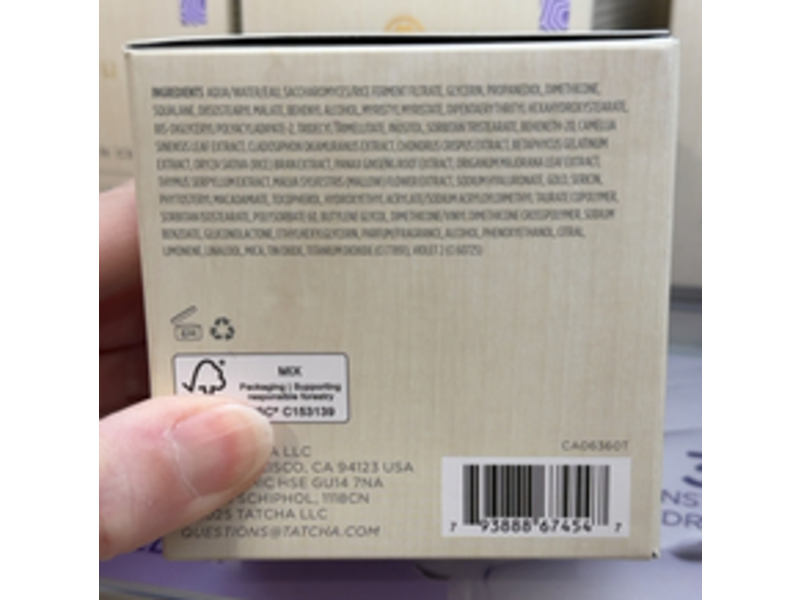 INGREDIENTS AQUA/WATER/EAU, SACCHAROMYCES/RICE FERMENT FILTRATE, GLYCERIN, PROPANEDIOL, DIMETHICONE,
SQUALANE, DIISOSTEARYL MALATE, BEHENYL ALCOHOL, MYRISTYL MYRISTATE, DIPENTAERYTHRITYL HEXAHYDROXYSTEARATE,
BIS-DIGLYCERYL POLYACYLADIPATE-2, TRIDECYL TRIMELLITATE, INOSITOL, SORBITAN TRISTEARATE, BEHENETH-20, CAMELLIA
SINENSIS LEAF EXTRACT, CLADOSIPHON OKAMURANUS EXTRACT, CHONDRUS CRISPUS EXTRACT, BETAPHYCUS GELATINUM
EXTRACT, ORYZA SATIVA (RICE) BRAN EXTRACT, PANAX GINSENG ROOT EXTRACT, ORIGANUM MAJORANA LEAF EXTRACT,
THYMUS SERPYLLUM EXTRACT, MALVA SYLVESTRIS (MALLOW) FLOWER EXTRACT, SODIUM HYALURONATE, GOLD, SERICIN,
PHYTOSTERYL MACADAMIATE, TOCOPHEROL, HYDROXYETHYL ACRYLATE/SODIUM ACRYLOYLDIMETHYL TAURATE COPOLYMER,
SORBITAN ISOSTEARATE, POLYSORBATE 60, BUTYLENE GLYCOL, DIMETHICONE/VINYL DIMETHICONE CROSSPOLYMER, SODIUM
BENZOATE, GLUCONOLACTONE, ETHYLHEXYLGLYCERIN, PARFUM/FRAGRANCE, ALCOHOL, PHENOXYETHANOL, CITRAL,
LIMONENE, LINALOOL, MICA, TIN OXIDE, TITANIUM DIOXIDE (CI 77891), VIOLET 2 (CI 60725)
MIX
Packaging | Supporting
responsible forestry
C153139
LLC
CA06360T
CA 94123 USA
HSE GU14 7NA
SCHIPHOL, 1118CN
TATCHA LLC
QUESTIONS@TATCHA.COM
7 93888 67454 7